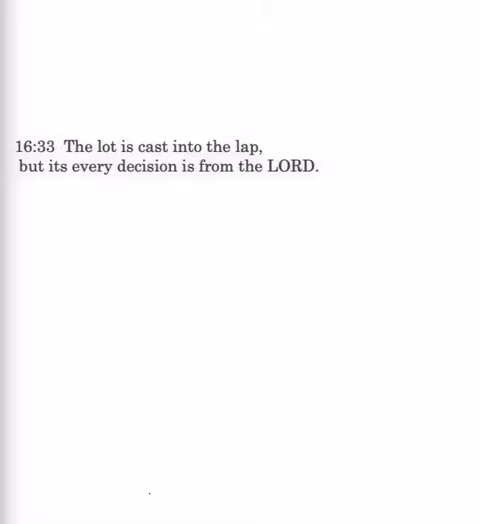 16:33 The lot is cast into the lap,
but its every decision is from the LORD.